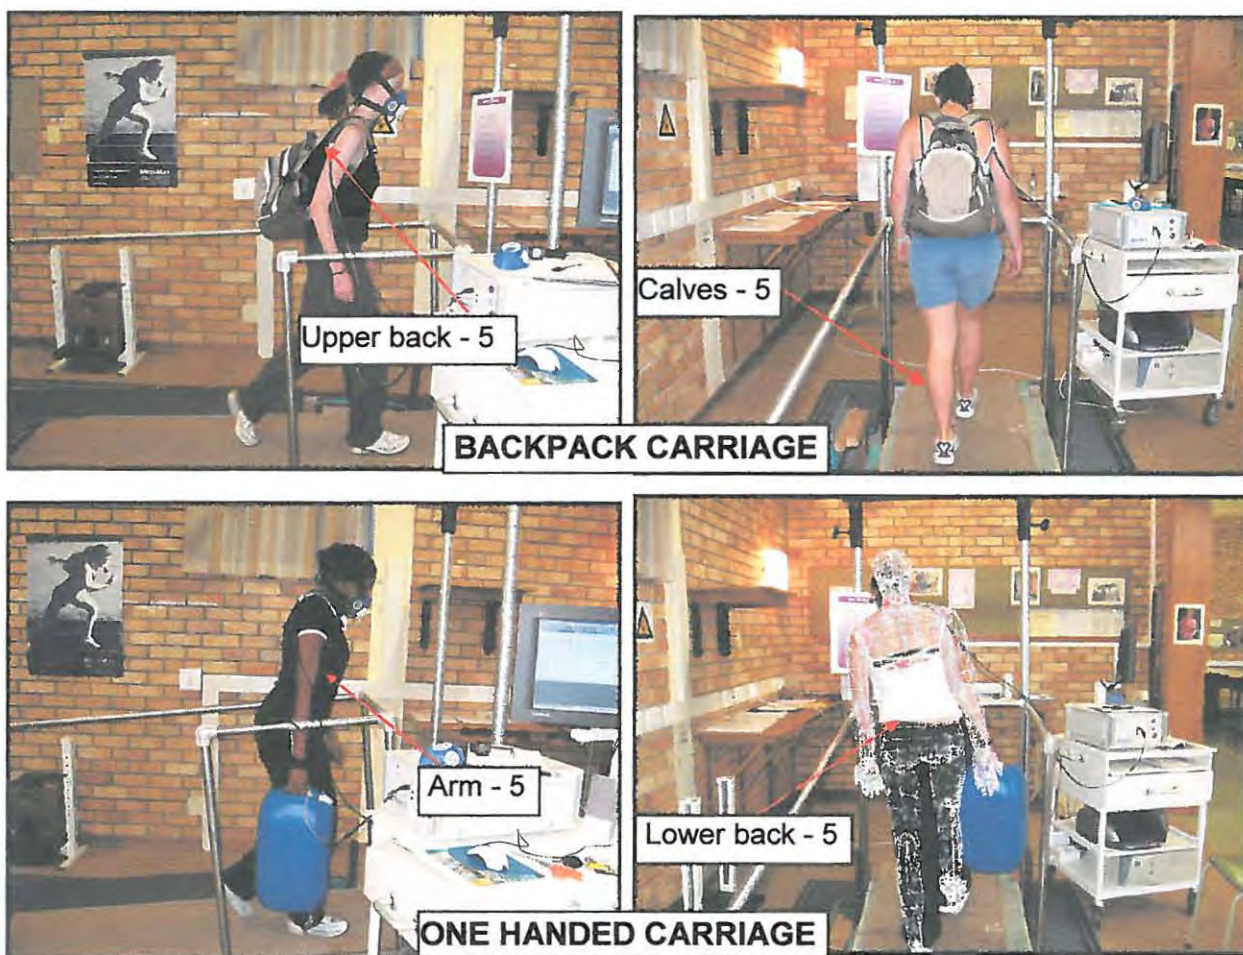 Upper back - 5
Calves - 5
BACKPACK CARRIAGE
Arm - 5
Lower back - 5
ONE HANDED CARRIAGE